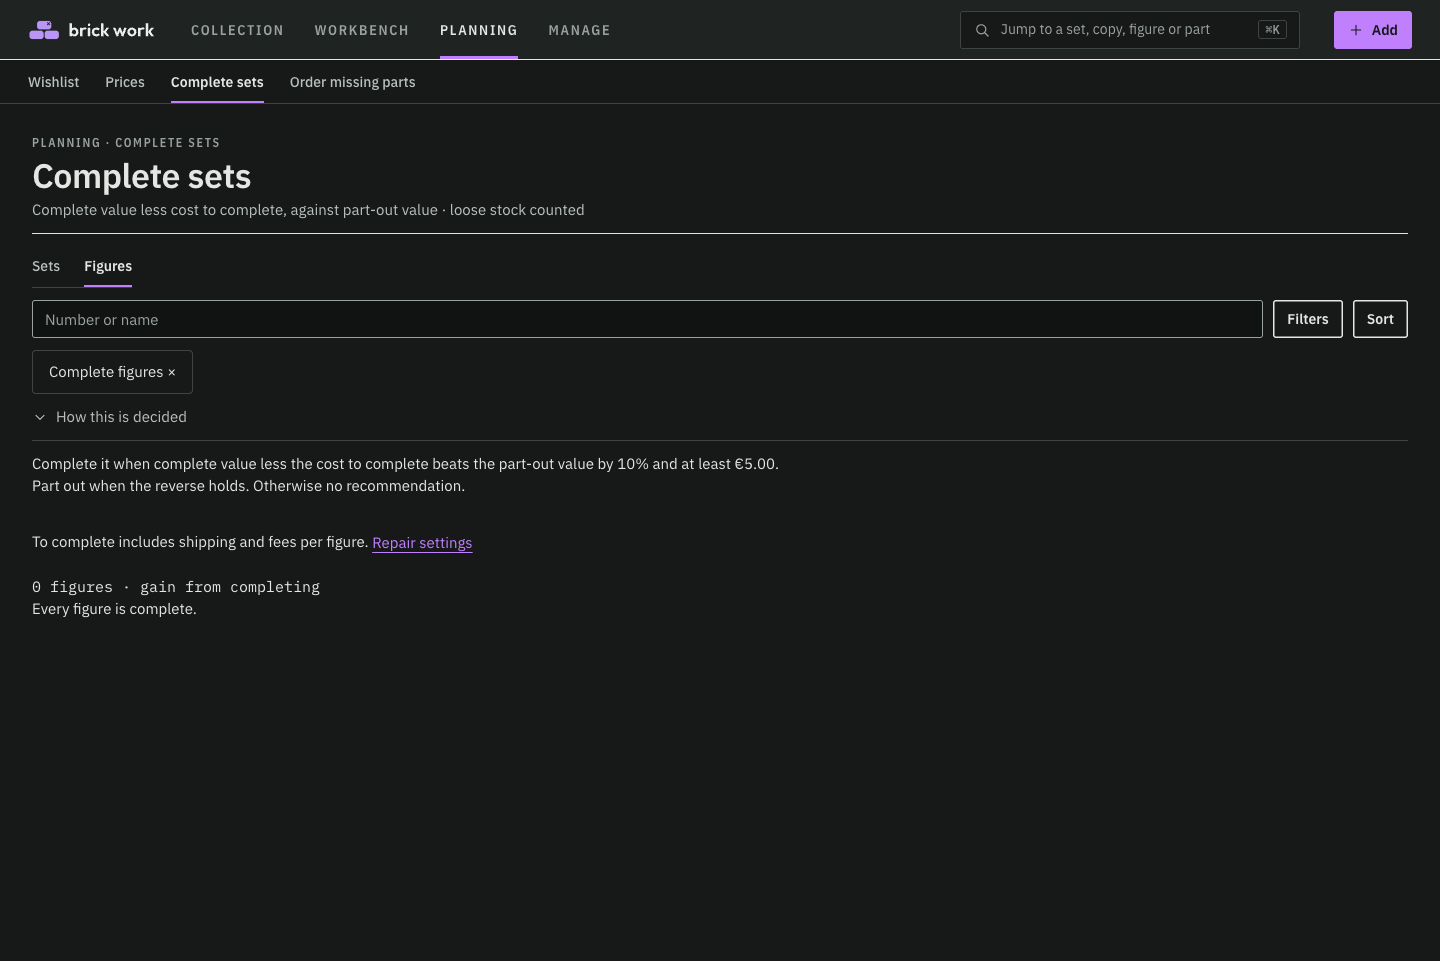 brick work
COLLECTION
WORKBENCH
PLANNING
MANAGE
Jump to a set, copy, figure or part
⌘K
+ Add
Wishlist
Prices
Complete sets
Order missing parts
PLANNING · COMPLETE SETS
Complete sets
Complete value less cost to complete, against part-out value · loose stock counted
Sets
Figures
Number or name
Filters
Sort
Complete figures ×
How this is decided
Complete it when complete value less the cost to complete beats the part-out value by 10% and at least €5.00.
Part out when the reverse holds. Otherwise no recommendation.
To complete includes shipping and fees per figure. Repair settings
0 figures · gain from completing
Every figure is complete.